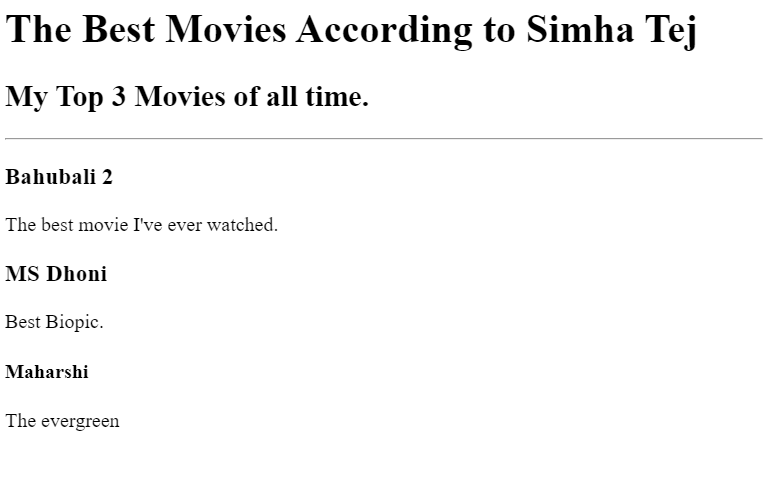 The Best Movies According to Simha Tej
My Top 3 Movies of all time.
Bahubali 2
The best movie I've ever watched.
MS Dhoni
Best Biopic.
Maharshi
The evergreen